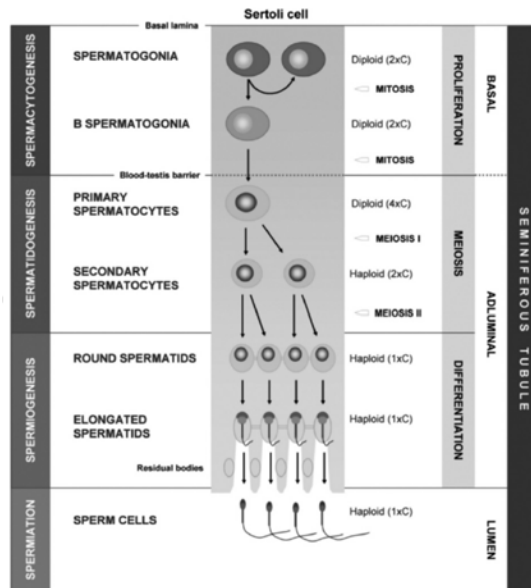 Sertoli cell
Basal lamina
SPERMACYTOGENESIS
SPERMATOGONIA
Diploid (2xC)
MITOSIS
B SPERMATOGONIA
Diploid (2xC)
MITOSIS
PROLIFERATION
BASAL
Blood-testis barrier
SPERMATIDOGENESIS
PRIMARY
SPERMATOCYTES
Diploid (4xC)
MEIOSIS I
SECONDARY
SPERMATOCYTES
Haploid (2xC)
MEIOSIS II
MEIOSIS
ADLUMINAL
SPERMIOGENESIS
ROUND SPERMATIDS
Haploid (1xC)
ELONGATED
SPERMATIDS
Haploid (1xC)
Residual bodies
DIFFERENTIATION
SPERMIATION
SPERM CELLS
Haploid (1xC)
LUMEN
SEMINIFEROUS TUBULE